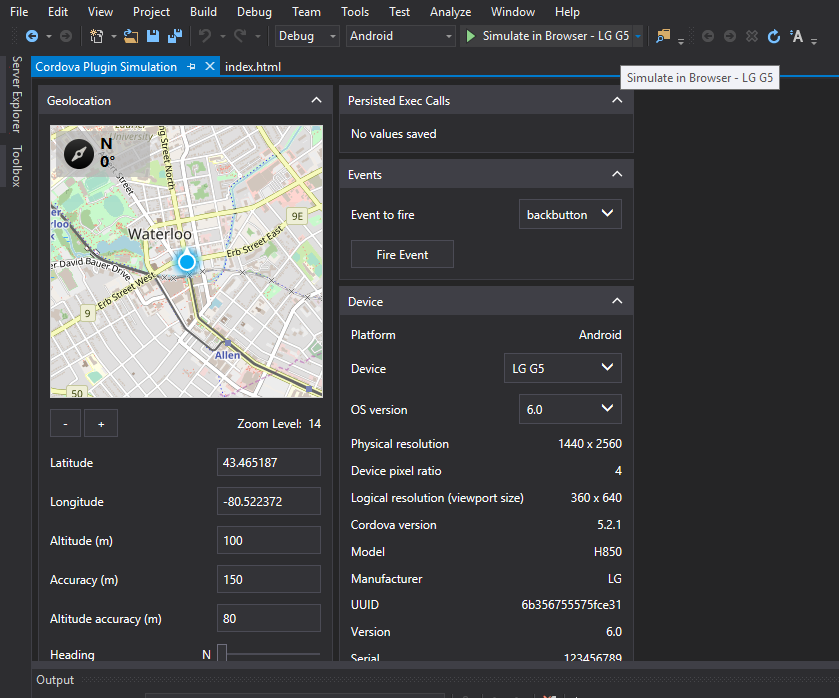 File Edit View Project Build Debug Team Tools Test Analyze Window Help
Debug Android Simulate in Browser - LG G5
Cordova Plugin Simulation index.html
Simulate in Browser - LG G5
Server Explorer
Toolbox
Geolocation
N
0°
University
Street North
Waterloo
9E
Erb Street East
er David Bauer Drive
Erb Street West
9
Allen
50
- + Zoom Level: 14
Latitude 43.465187
Longitude -80.522372
Altitude (m) 100
Accuracy (m) 150
Altitude accuracy (m) 80
Heading N
Persisted Exec Calls
No values saved
Events
Event to fire backbutton
Fire Event
Device
Platform Android
Device LG G5
OS version 6.0
Physical resolution 1440 x 2560
Device pixel ratio 4
Logical resolution (viewport size) 360 x 640
Cordova version 5.2.1
Model H850
Manufacturer LG
UUID 6b356755575fce31
Version 6.0
Serial 123456789
Output